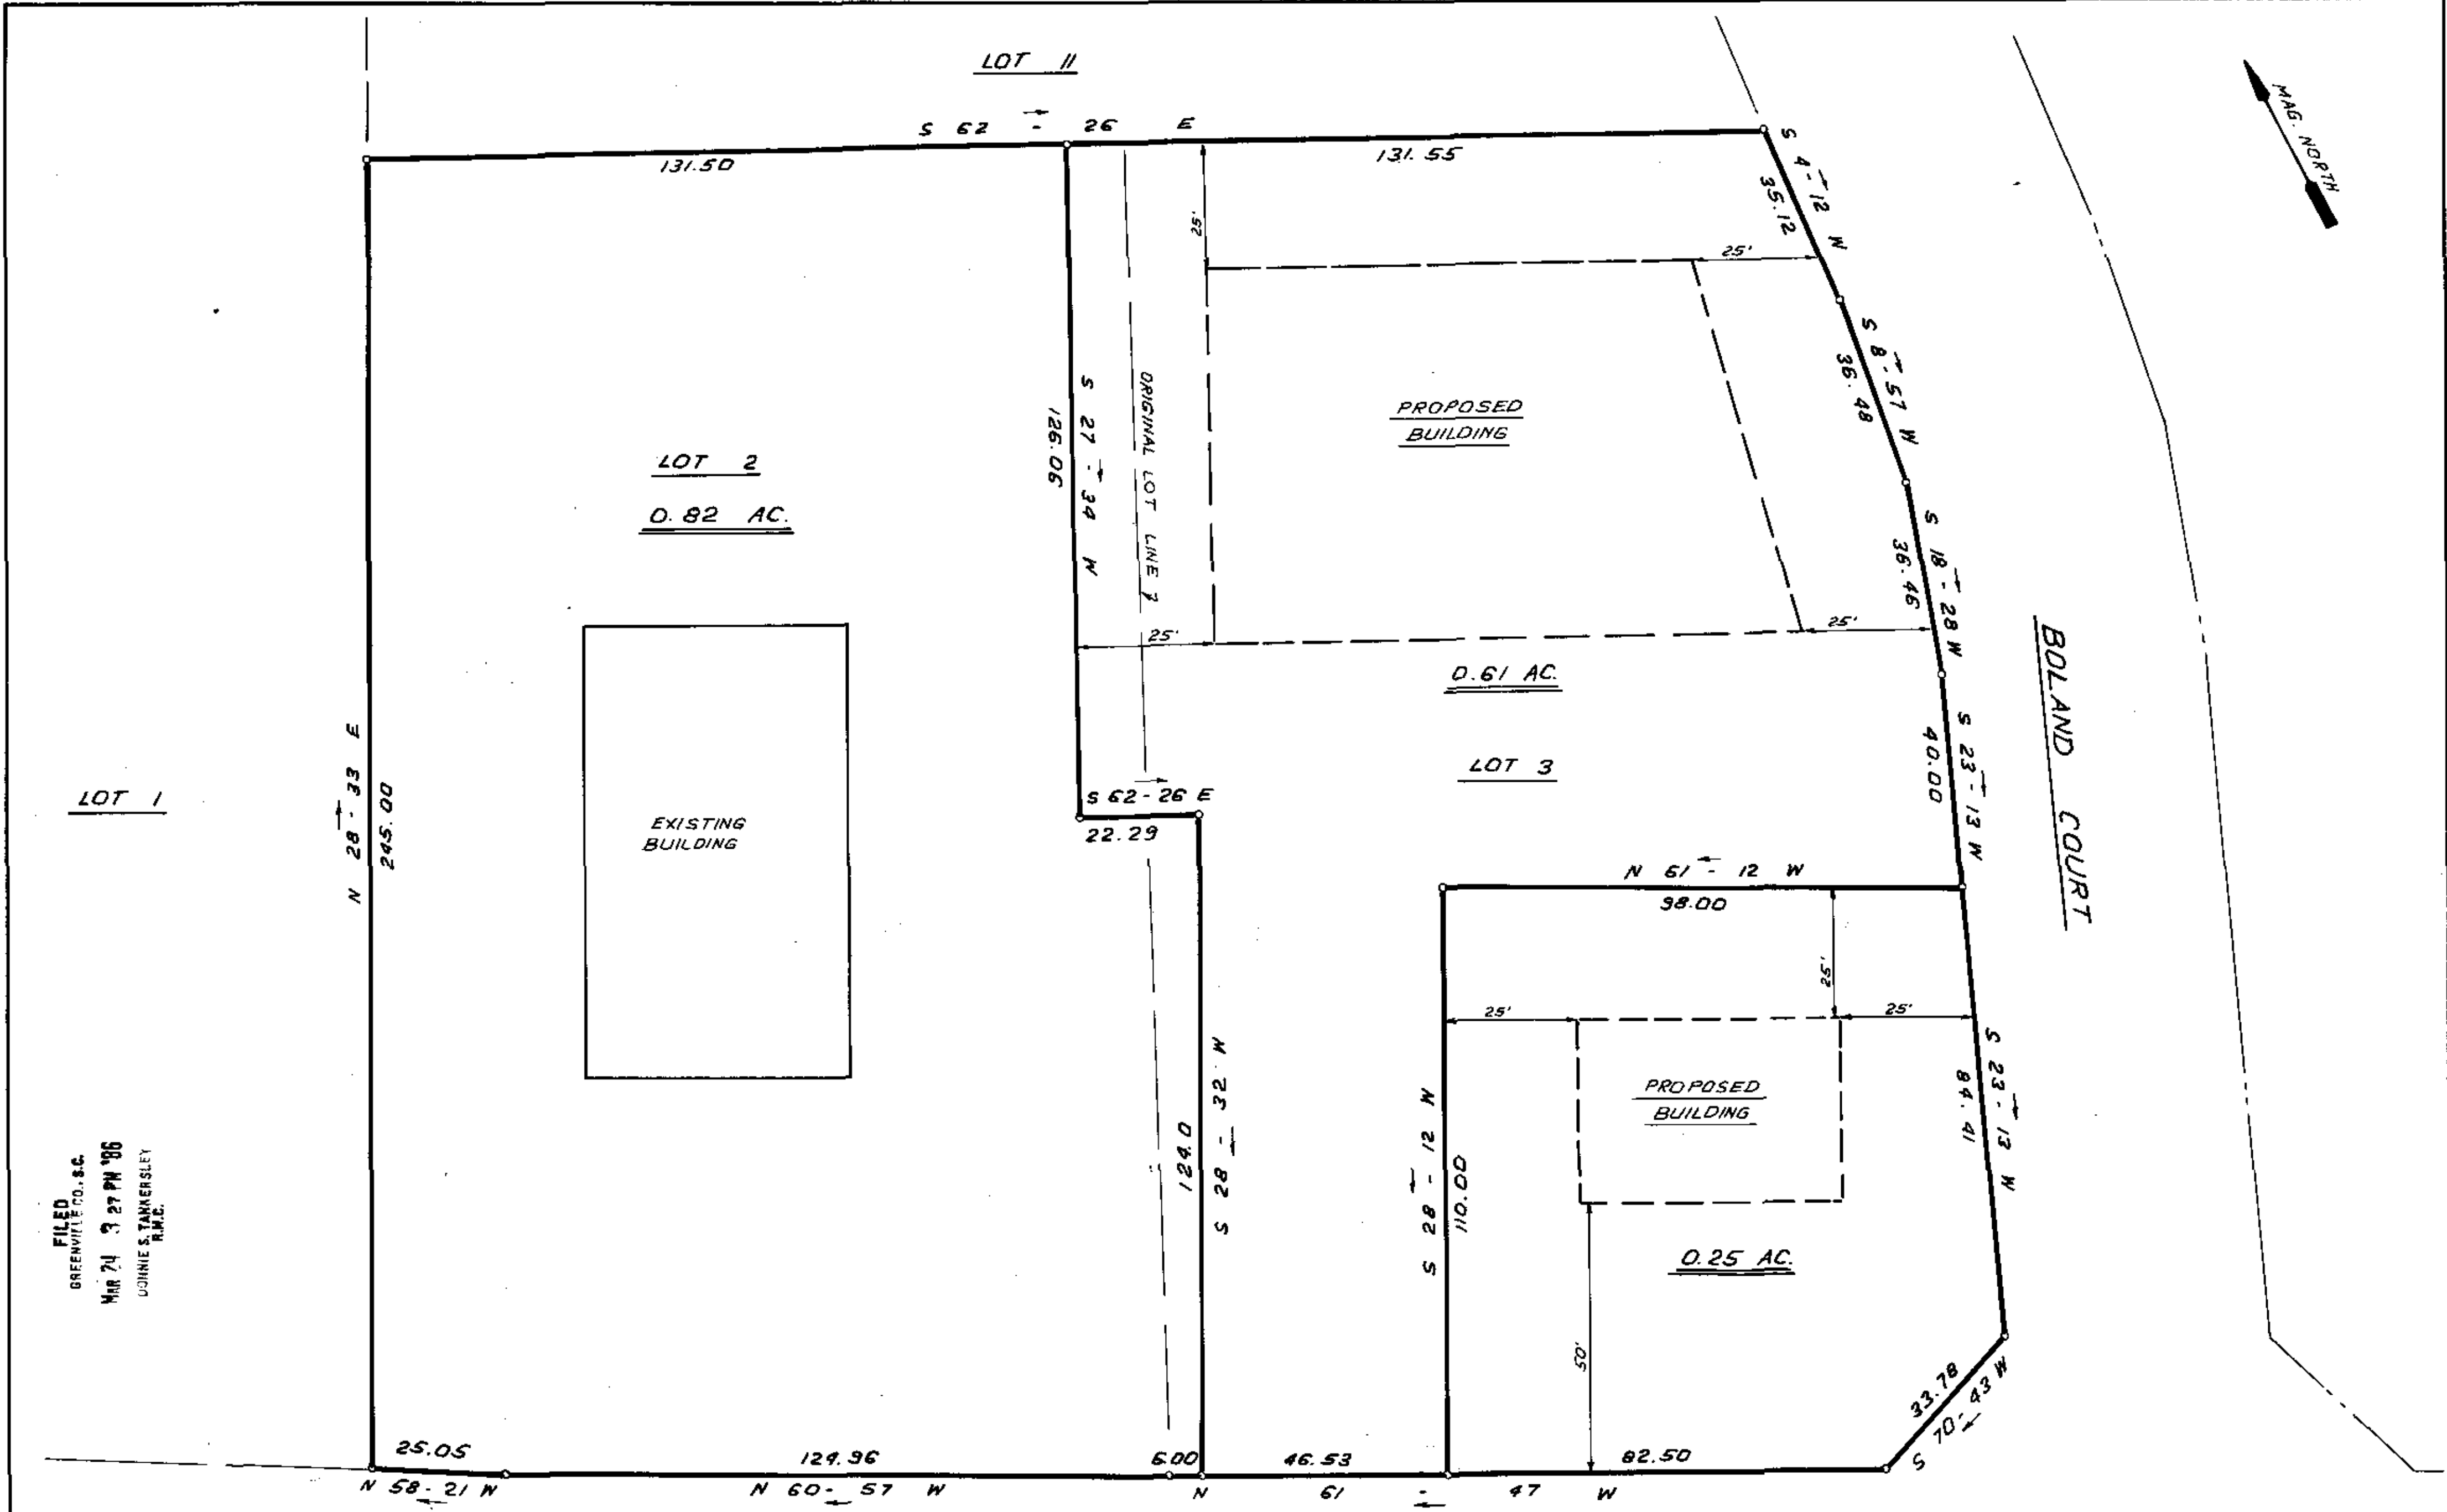 LOT 11
S 62 - 26 E
131.50
131.55
MAG. NORTH
S 4 - 12 W
35.12
25'
25'
S 8 - 57 W
36.48
PROPOSED
BUILDING
ORIGINAL LOT LINE
S 27 - 34 W
126.06
LOT 2
0.82 AC.
S 18 - 28 W
36.46
25'
25'
0.61 AC.
LOT 3
BOLAND COURT
S 23 - 13 W
40.00
LOT 1
N 28 - 33 E
245.00
EXISTING
BUILDING
S 62 - 26 E
22.29
N 61 - 12 W
98.00
25'
25'
25'
S 28 - 32 W
124.0
S 28 - 12 W
110.00
PROPOSED
BUILDING
S 23 - 13 W
84.41
0.25 AC.
50'
33.78
S 70 - 43 W
FILED
GREENVILLE CO., S.C.
MAR 24 3 27 PM '86
DONNIE S. TANKERSLEY
R.M.C.
25.05
124.96
6.00
46.53
82.50
N 58 - 21 W
N 60 - 57 W
N 61 - 47 W